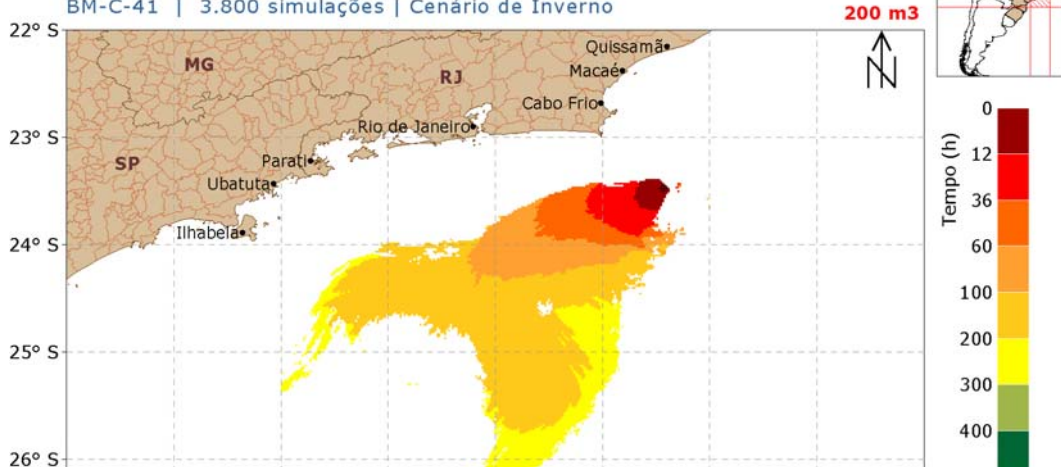 BM-C-41 | 3.800 simulações | Cenário de Inverno
200 m3
22° S
23° S
24° S
25° S
26° S
MG
RJ
SP
Quissamã
Macaé
Cabo Frio
Rio de Janeiro
Parati
Ubatuta
Ilhabela
N
Tempo (h)
0
12
36
60
100
200
300
400